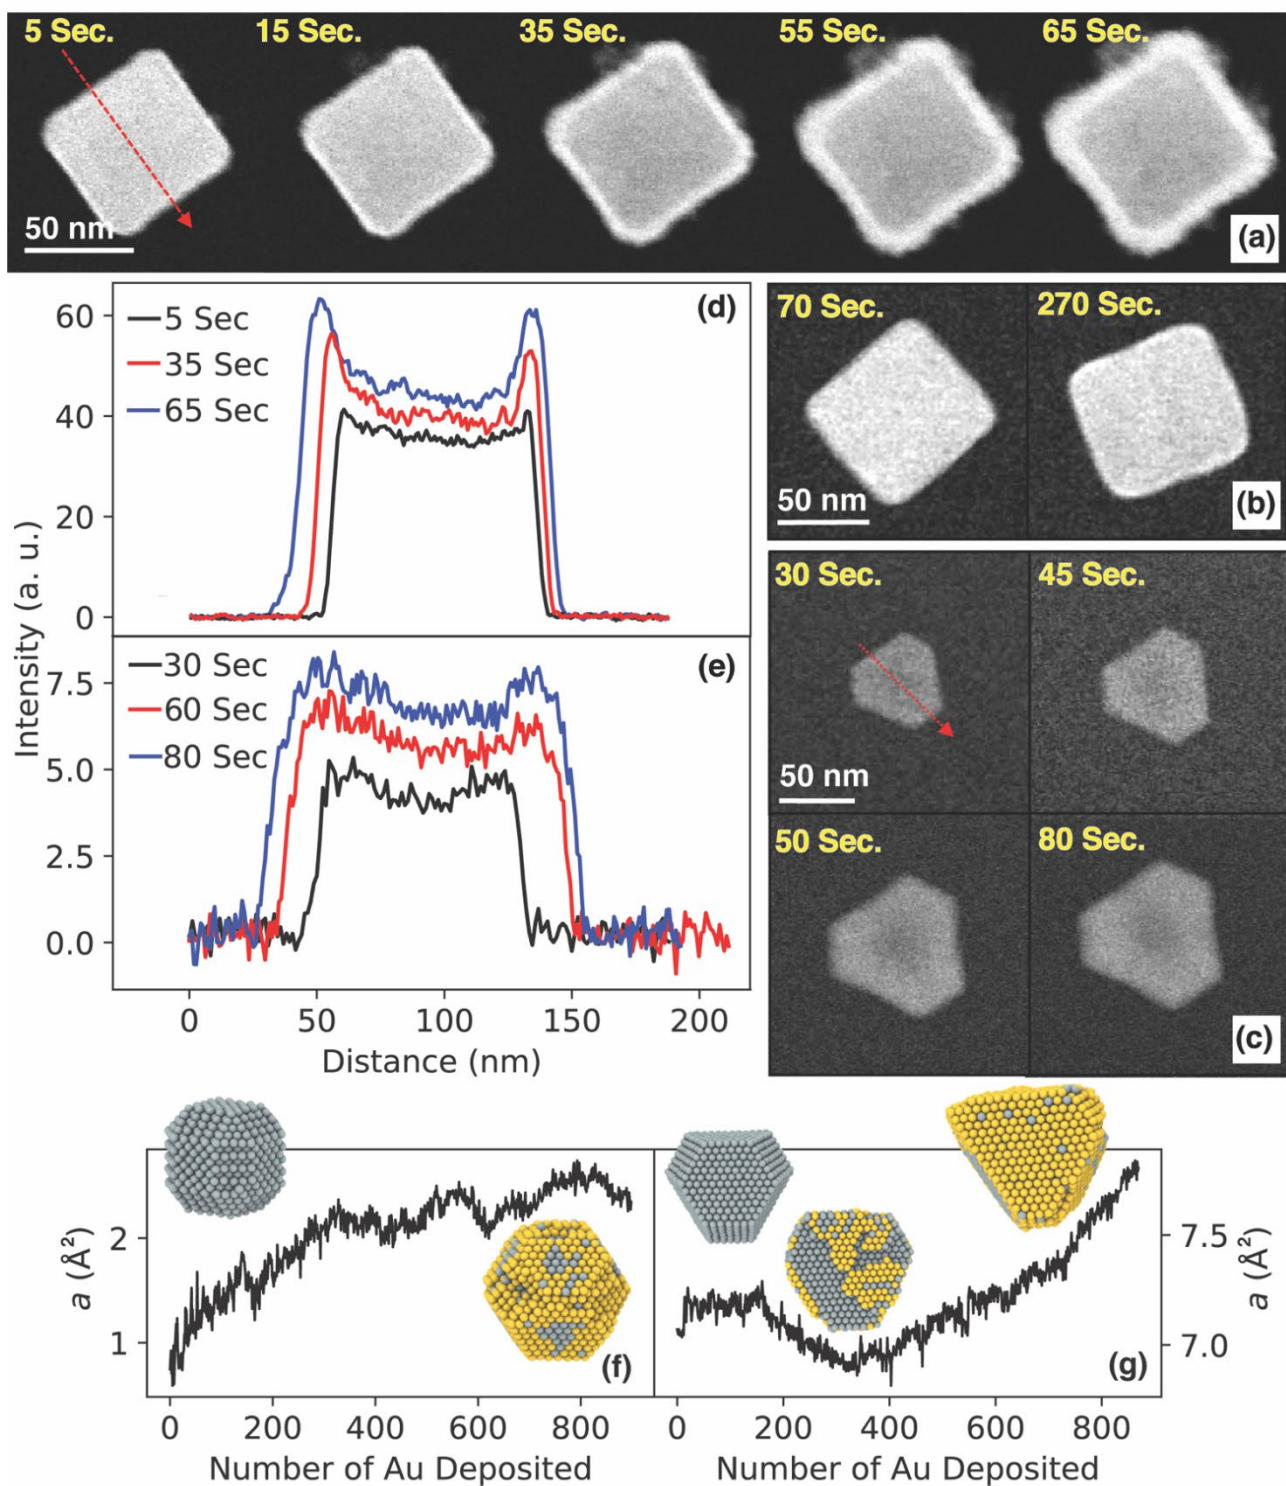 5 Sec. 15 Sec. 35 Sec. 55 Sec. 65 Sec.
50 nm
(a)
(d)
5 Sec
35 Sec
65 Sec
60
40
20
0
(e)
30 Sec
60 Sec
80 Sec
7.5
5.0
2.5
0.0
Intensity (a. u.)
0 50 100 150 200
Distance (nm)
70 Sec. 270 Sec.
50 nm
(b)
30 Sec. 45 Sec.
50 nm
50 Sec. 80 Sec.
(c)
a (Å²)
2
1
(f)
0 200 400 600 800
Number of Au Deposited
(g)
7.5
7.0
a (Å²)
0 200 400 600 800
Number of Au Deposited